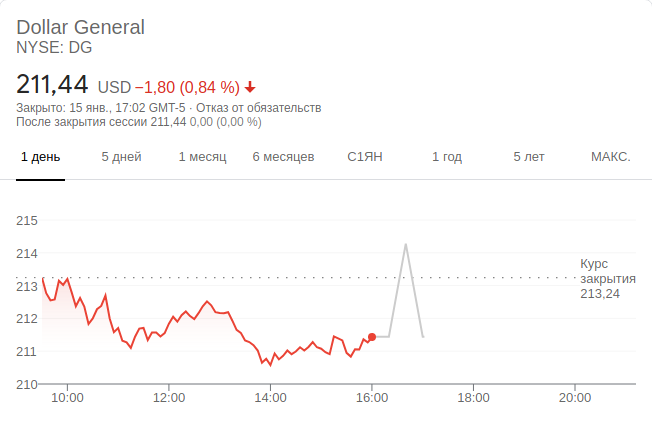 Dollar General
NYSE: DG
211,44 USD −1,80 (0,84 %)
Закрыто: 15 янв., 17:02 GMT-5 · Отказ от обязательств
После закрытия сессии 211,44 0,00 (0,00 %)
1 день 5 дней 1 месяц 6 месяцев С1ЯН 1 год 5 лет МАКС.
215
214
Курс
закрытия
213,24
213
212
211
210
10:00 12:00 14:00 16:00 18:00 20:00